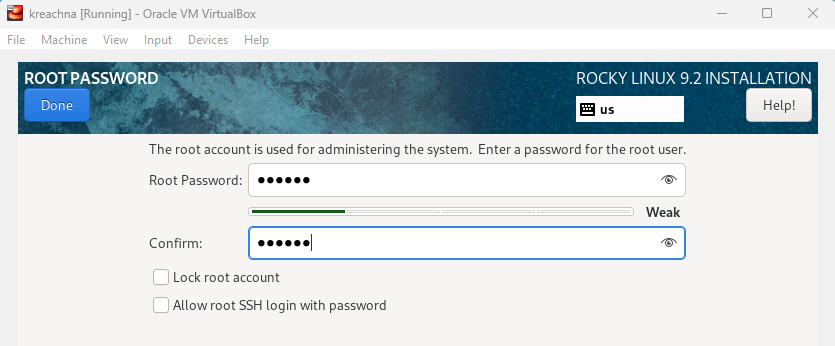 kreachna [Running] - Oracle VM VirtualBox
File Machine View Input Devices Help
ROOT PASSWORD
ROCKY LINUX 9.2 INSTALLATION
Done
us
Help!
The root account is used for administering the system. Enter a password for the root user.
Root Password: ●●●●●●
Weak
Confirm: ●●●●●●
Lock root account
Allow root SSH login with password